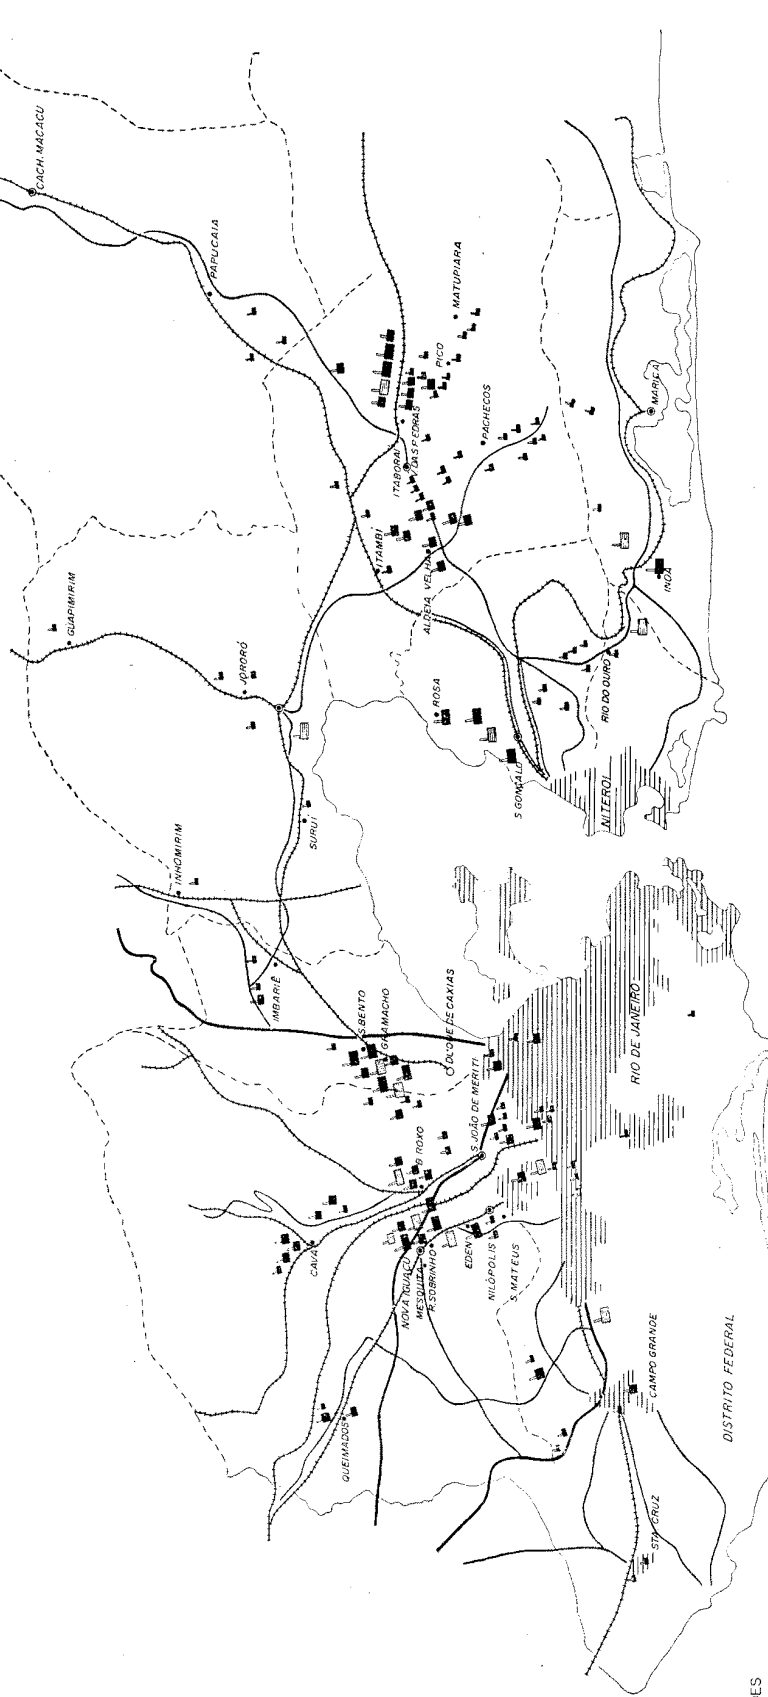 CACH. MACACU
PAPUCAIA
MATUPIARA
PICO
PACHECOS
MARICÁ
V. DAS PEDRAS
ITABORAÍ
ITAMBÍ
ALDEIA VELHA
INOÃ
GUAPIMIRIM
JORORÓ
ROSA
RIO DO OURO
S. GONÇALO
NITEROI
SURUÍ
INHOMIRIM
IMBARIÊ
S. BENTO
GRAMACHO
DUQUE DE CAXIAS
RIO DE JANEIRO
S. JOÃO DE MERITI
B. ROXO
CAVA
NOVA IGUAÇU
MESQUITA
R. SOBRINHO
EDEN
NILÓPOLIS
S. MATEUS
QUEIMADOS
CAMPO GRANDE
DISTRITO FEDERAL
STA. CRUZ